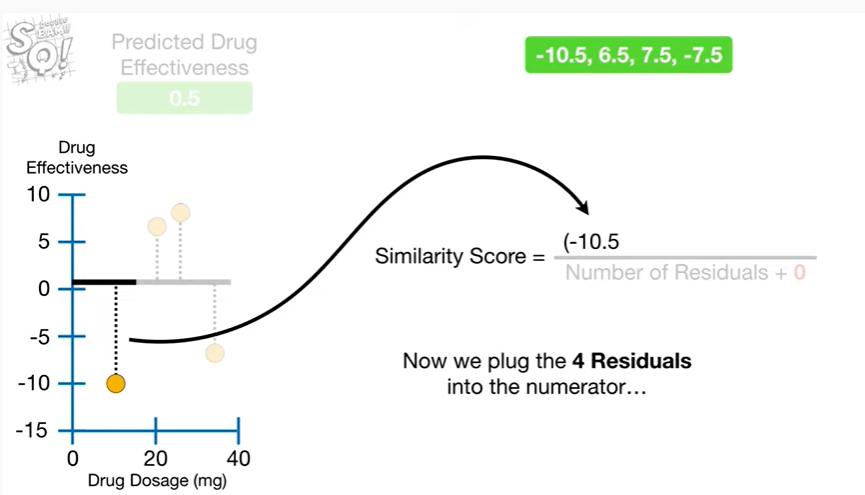 Predicted Drug
Effectiveness
0.5
-10.5, 6.5, 7.5, -7.5
Drug
Effectiveness
10
5
0
-5
-10
-15
0 20 40
Drug Dosage (mg)
Similarity Score =
(-10.5
Number of Residuals + 0
Now we plug the 4 Residuals
into the numerator…